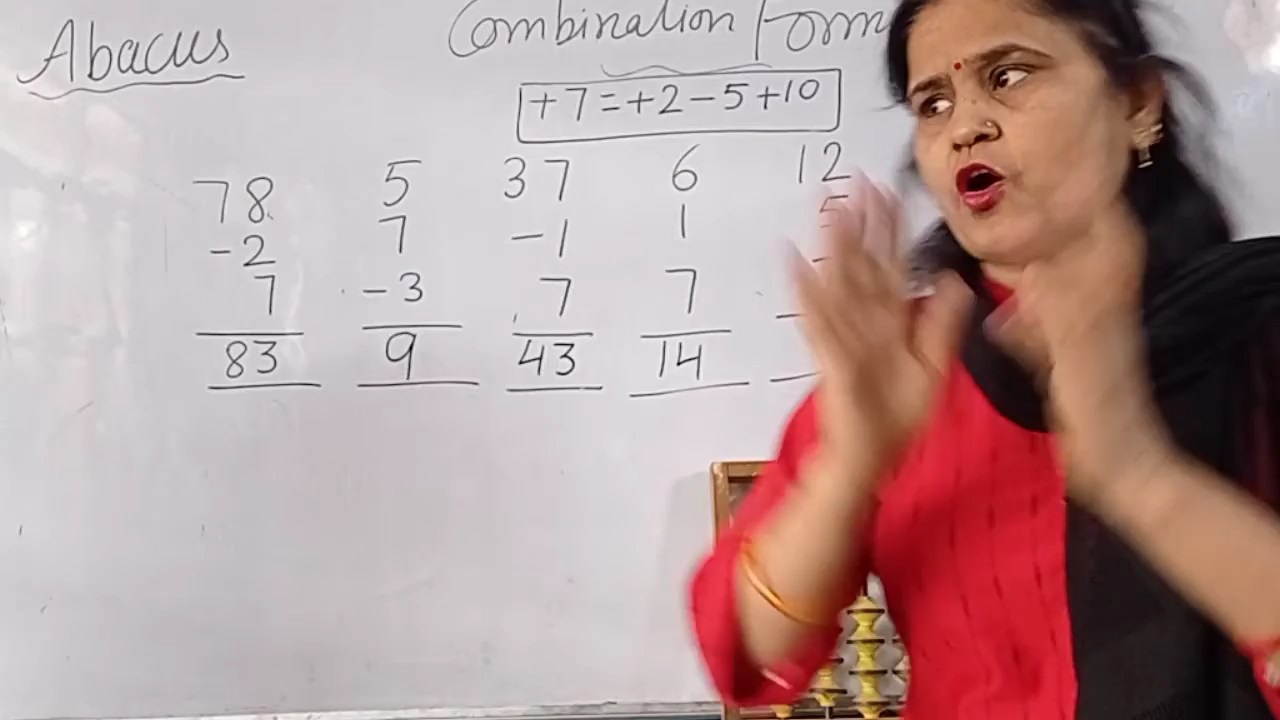 Abacus
Combination Form
+7=+2-5+10
78 5 37 6 12
-2 7 -1 1 5
7 -3 7 7
83 9 43 14